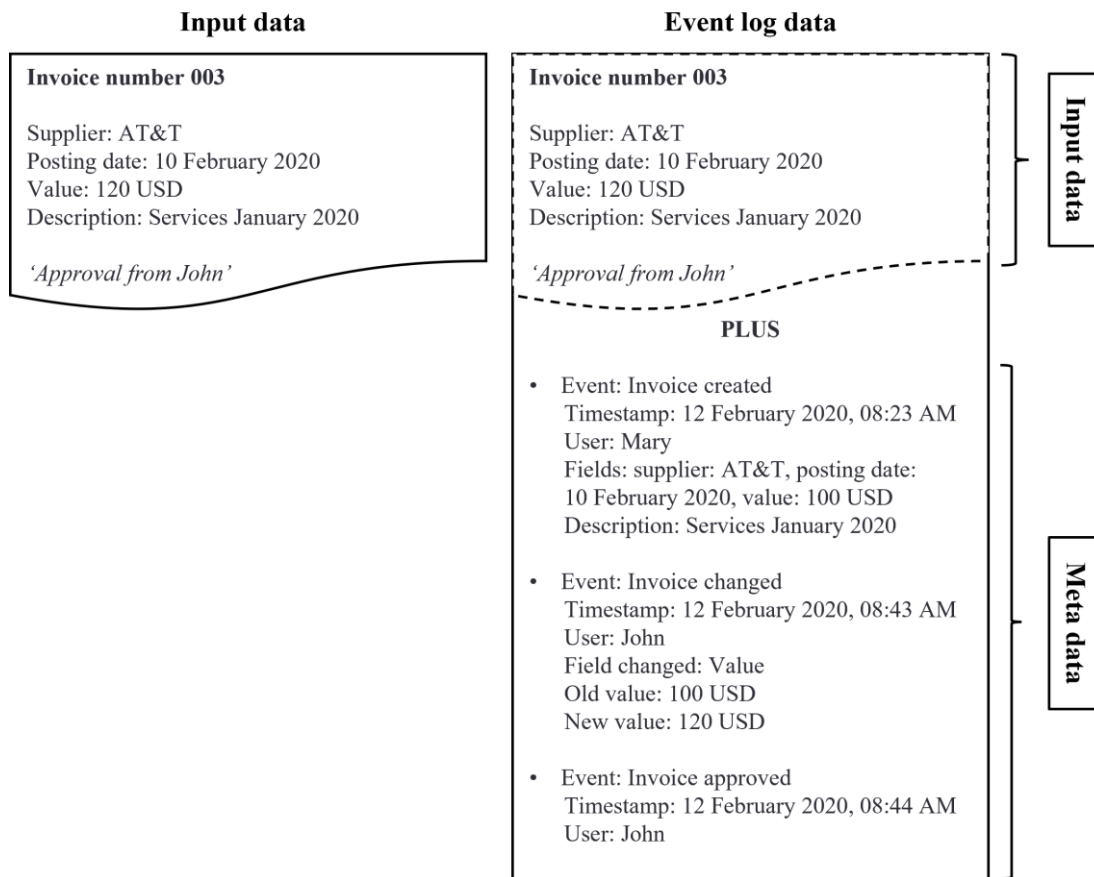 Input data
Invoice number 003
Supplier: AT&T
Posting date: 10 February 2020
Value: 120 USD
Description: Services January 2020
‘Approval from John’
Event log data
Invoice number 003
Supplier: AT&T
Posting date: 10 February 2020
Value: 120 USD
Description: Services January 2020
‘Approval from John’
PLUS
• Event: Invoice created
Timestamp: 12 February 2020, 08:23 AM
User: Mary
Fields: supplier: AT&T, posting date:
10 February 2020, value: 100 USD
Description: Services January 2020
• Event: Invoice changed
Timestamp: 12 February 2020, 08:43 AM
User: John
Field changed: Value
Old value: 100 USD
New value: 120 USD
• Event: Invoice approved
Timestamp: 12 February 2020, 08:44 AM
User: John
Input data
Meta data